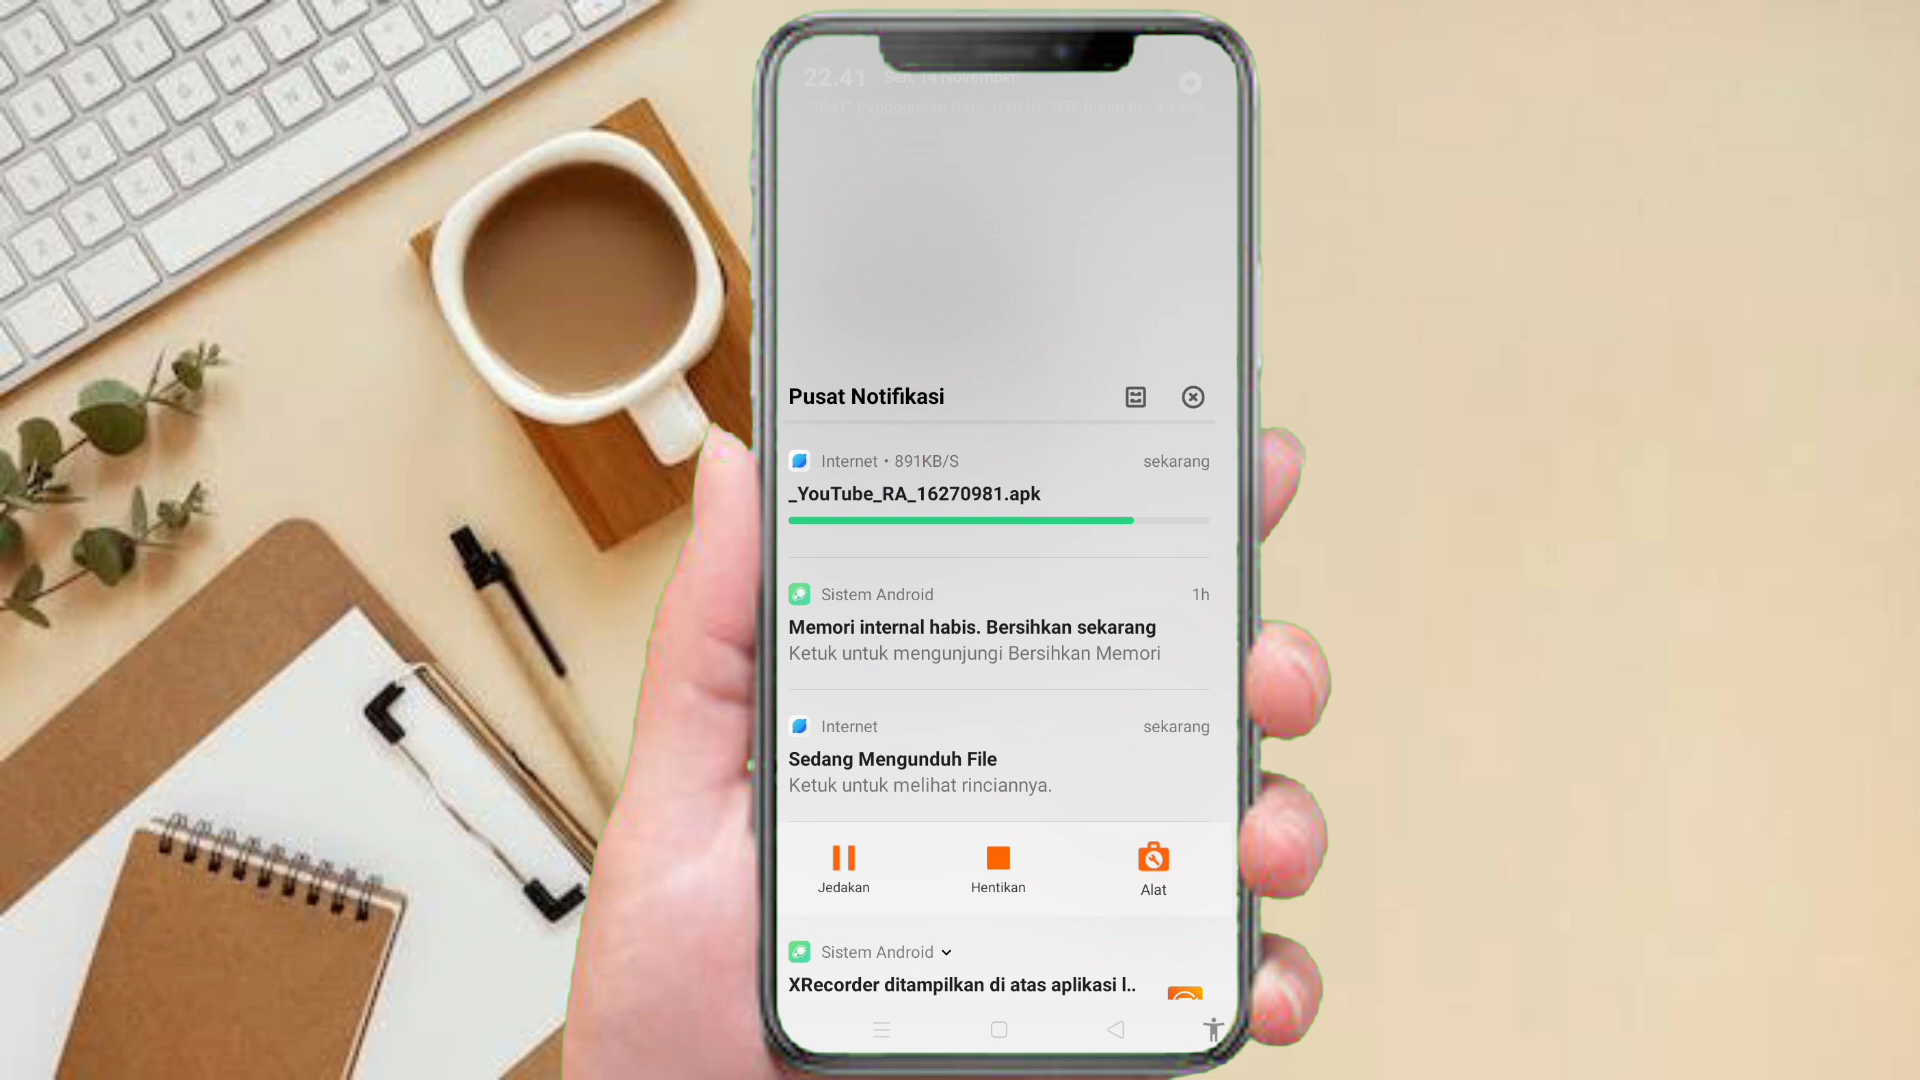 22.41 Sen, 14 November
Pusat Notifikasi
Internet • 891KB/S sekarang
_YouTube_RA_16270981.apk
Sistem Android 1h
Memori internal habis. Bersihkan sekarang
Ketuk untuk mengunjungi Bersihkan Memori
Internet sekarang
Sedang Mengunduh File
Ketuk untuk melihat rinciannya.
Jedakan Hentikan Alat
Sistem Android
XRecorder ditampilkan di atas aplikasi l..